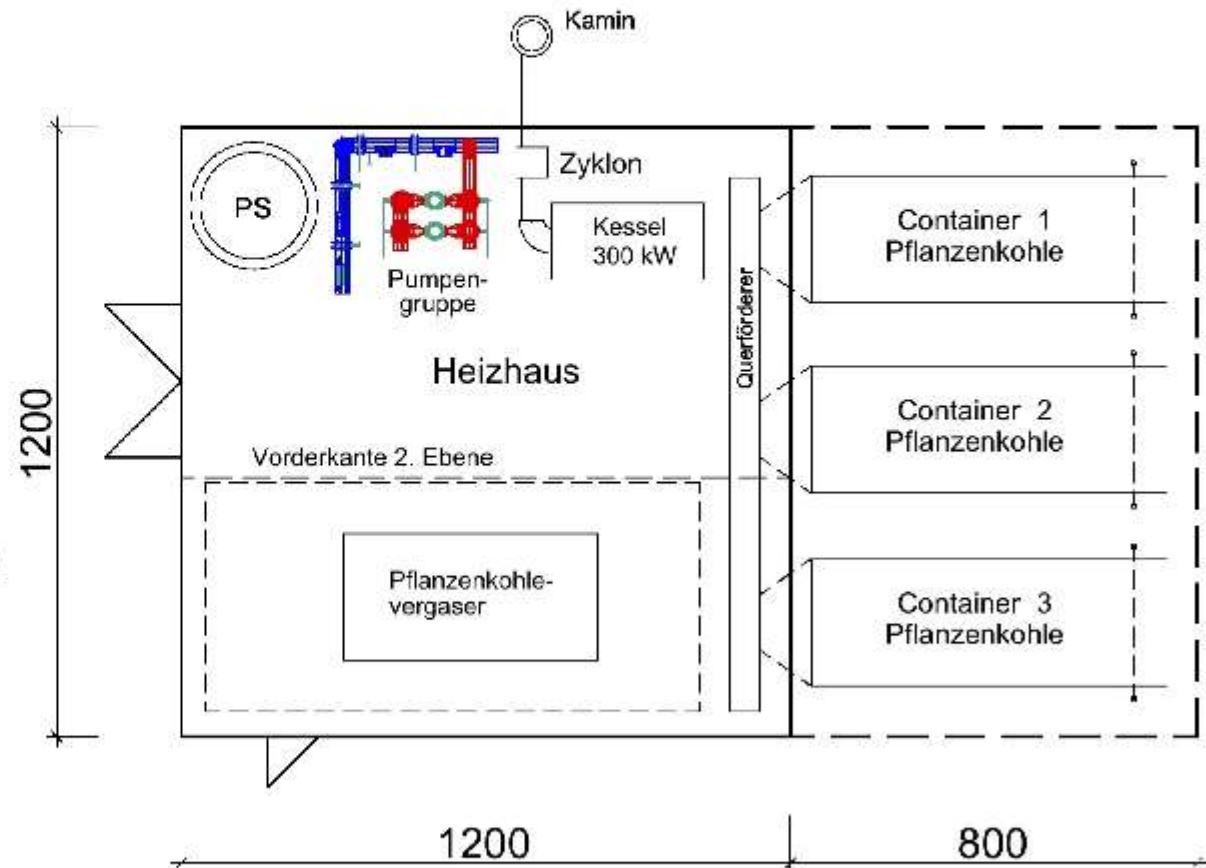 Kamin
PS
Zyklon
Kessel
300 kW
Pumpen-
gruppe
Querförderer
Container 1
Pflanzenkohle
Heizhaus
Container 2
Pflanzenkohle
1200
Vorderkante 2. Ebene
Pflanzenkohle-
vergaser
Container 3
Pflanzenkohle
1200
800